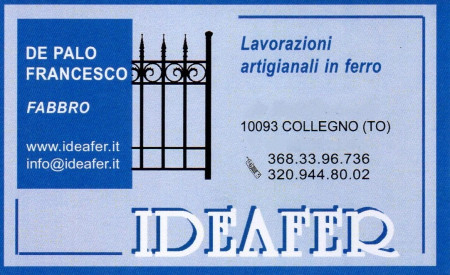 DE PALO
FRANCESCO
FABBRO
www.ideafer.it
info@ideafer.it
Lavorazioni
artigianali in ferro
10093 COLLEGNO (TO)
368.33.96.736
320.944.80.02
IDEAFER